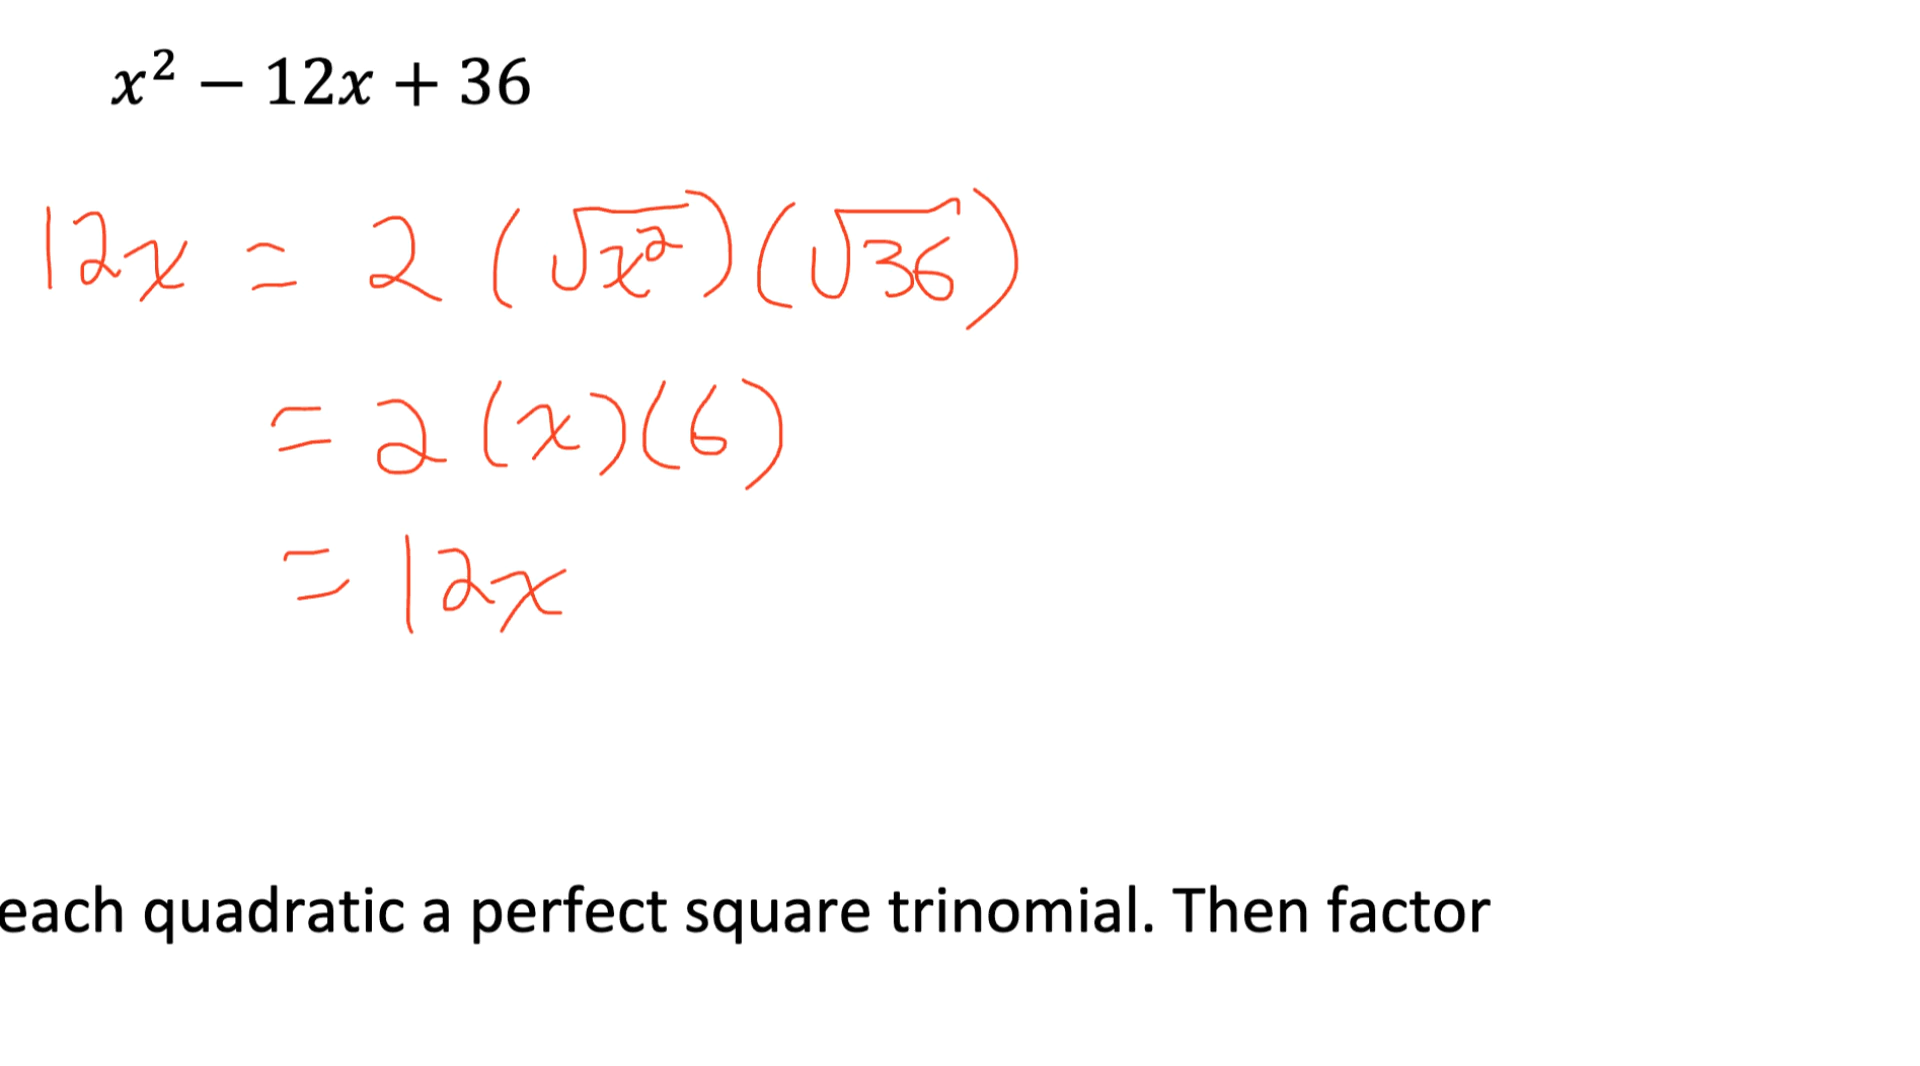 x² − 12x + 36
12x = 2 (√x²)(√36)
= 2 (x)(6)
= 12x
each quadratic a perfect square trinomial. Then factor